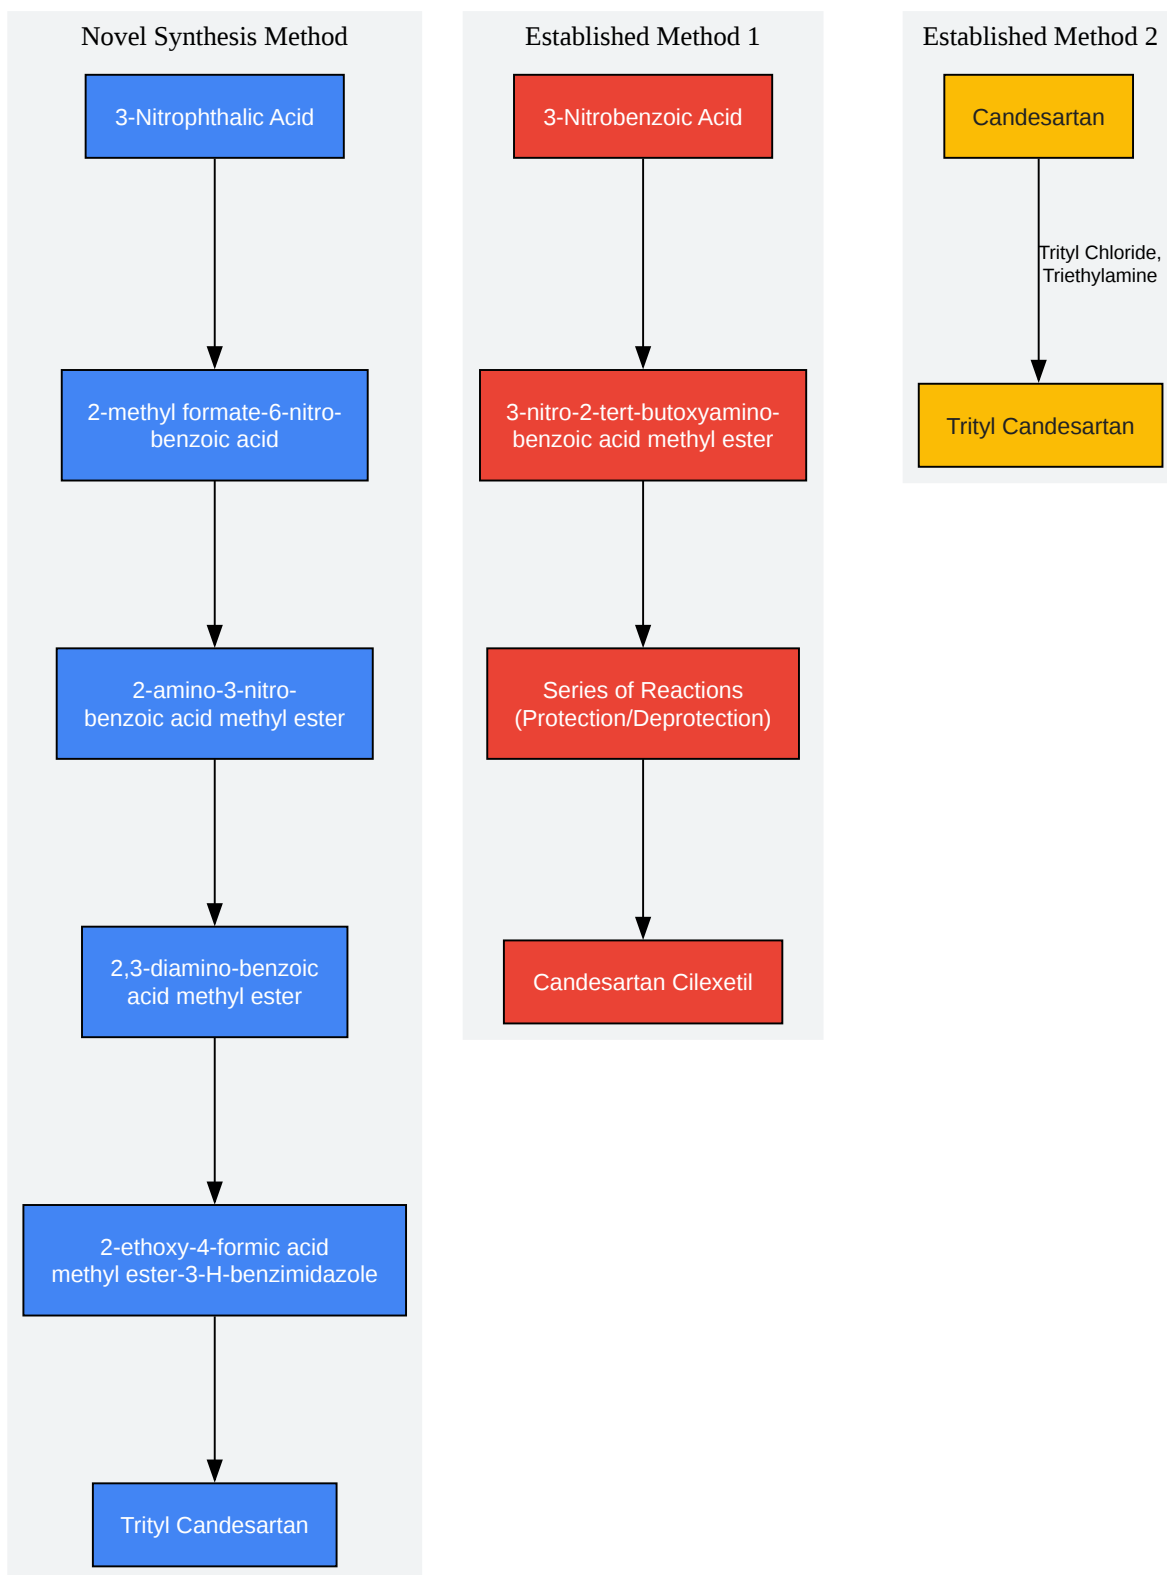 Novel Synthesis Method
3-Nitrophthalic Acid
2-methyl formate-6-nitro-
benzoic acid
2-amino-3-nitro-
benzoic acid methyl ester
2,3-diamino-benzoic
acid methyl ester
2-ethoxy-4-formic acid
methyl ester-3-H-benzimidazole
Trityl Candesartan
Established Method 1
3-Nitrobenzoic Acid
3-nitro-2-tert-butoxyamino-
benzoic acid methyl ester
Series of Reactions
(Protection/Deprotection)
Candesartan Cilexetil
Established Method 2
Candesartan
Trityl Chloride,
Triethylamine
Trityl Candesartan